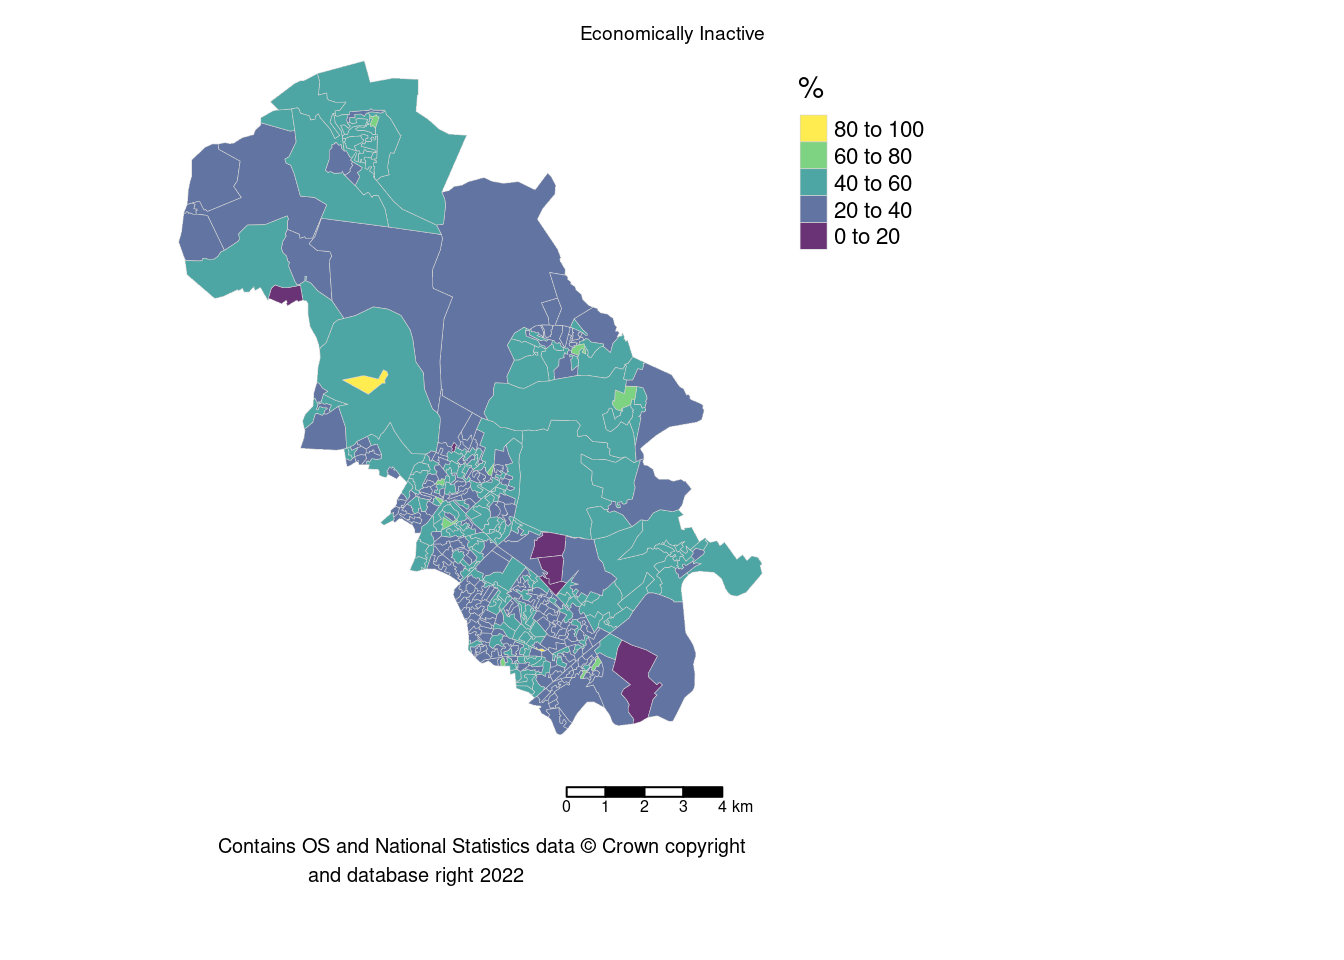 Economically Inactive
%
80 to 100
60 to 80
40 to 60
20 to 40
0 to 20
0 1 2 3 4 km
Contains OS and National Statistics data © Crown copyright
and database right 2022